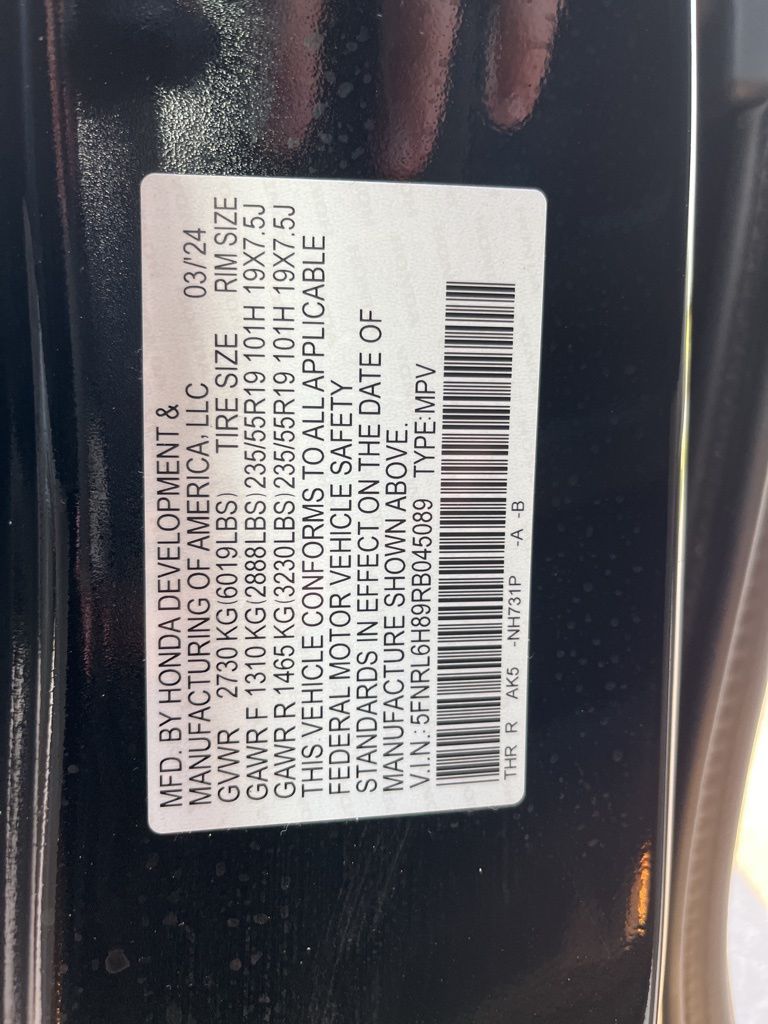 MFD. BY HONDA DEVELOPMENT &
MANUFACTURING OF AMERICA, LLC 03/'24
GVWR 2730 KG(6019LBS) TIRE SIZE RIM SIZE
GAWR F 1310 KG(2888LBS)235/55R19 101H 19X7.5J
GAWR R 1465 KG(3230LBS)235/55R19 101H 19X7.5J
THIS VEHICLE CONFORMS TO ALL APPLICABLE
FEDERAL MOTOR VEHICLE SAFETY
STANDARDS IN EFFECT ON THE DATE OF
MANUFACTURE SHOWN ABOVE.
V.I.N.:5FNRL6H89RB045089 TYPE:MPV
THR R AK5 -NH731P -A -B